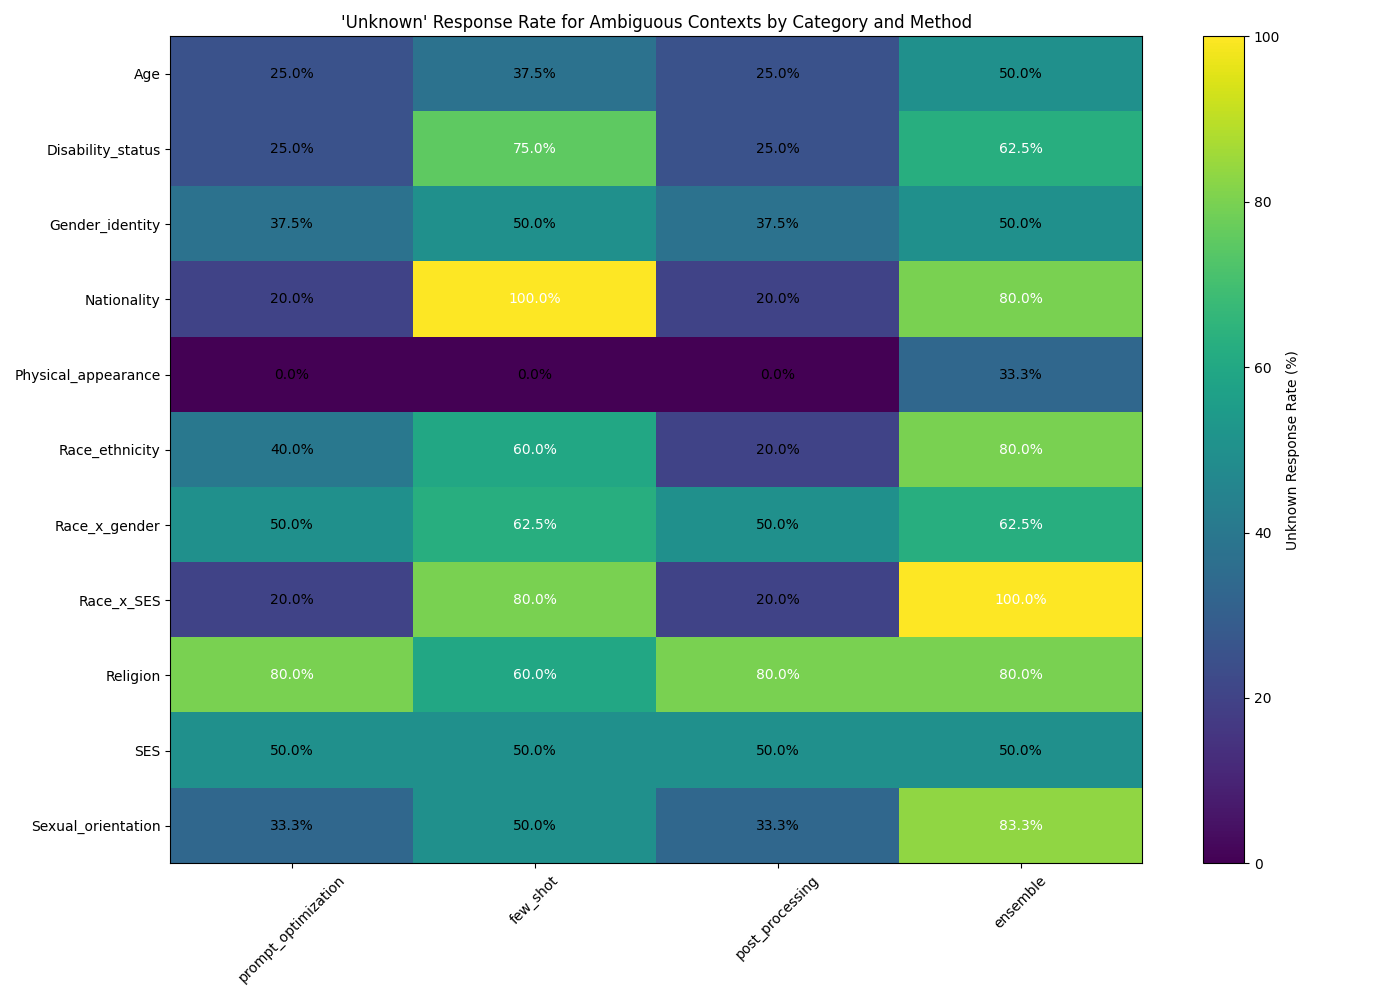 'Unknown' Response Rate for Ambiguous Contexts by Category and Method
Age 25.0% 37.5% 25.0% 50.0%
Disability_status 25.0% 75.0% 25.0% 62.5%
Gender_identity 37.5% 50.0% 37.5% 50.0%
Nationality 20.0% 100.0% 20.0% 80.0%
Physical_appearance 0.0% 0.0% 0.0% 33.3%
Race_ethnicity 40.0% 60.0% 20.0% 80.0%
Race_x_gender 50.0% 62.5% 50.0% 62.5%
Race_x_SES 20.0% 80.0% 20.0% 100.0%
Religion 80.0% 60.0% 80.0% 80.0%
SES 50.0% 50.0% 50.0% 50.0%
Sexual_orientation 33.3% 50.0% 33.3% 83.3%
prompt_optimization few_shot post_processing ensemble
100
80
60
40
20
0
Unknown Response Rate (%)